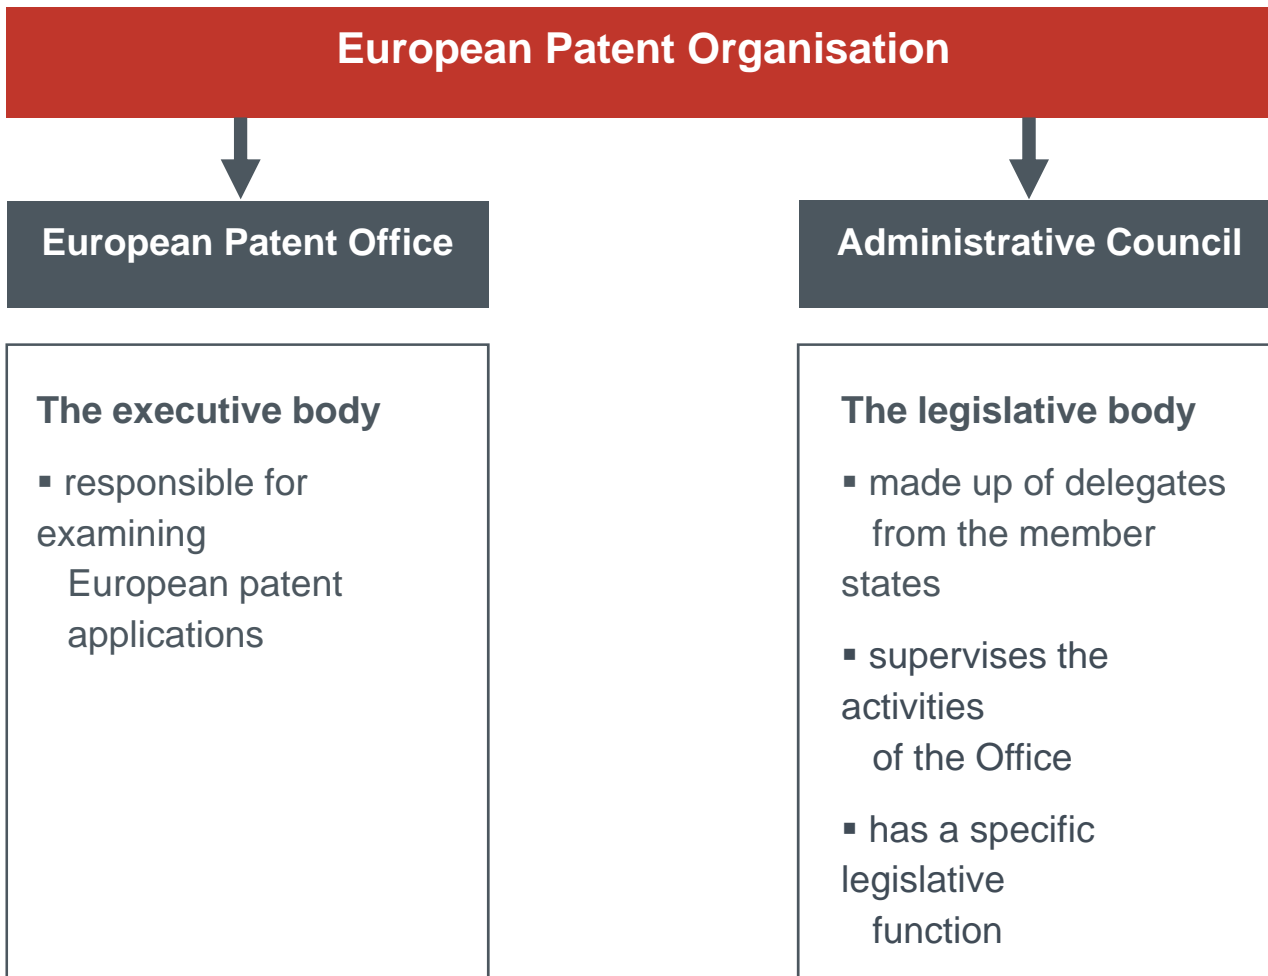 European Patent Organisation
European Patent Office
Administrative Council
The executive body
▪ responsible for
examining
European patent
applications
The legislative body
▪ made up of delegates
from the member
states
▪ supervises the
activities
of the Office
▪ has a specific
legislative
function